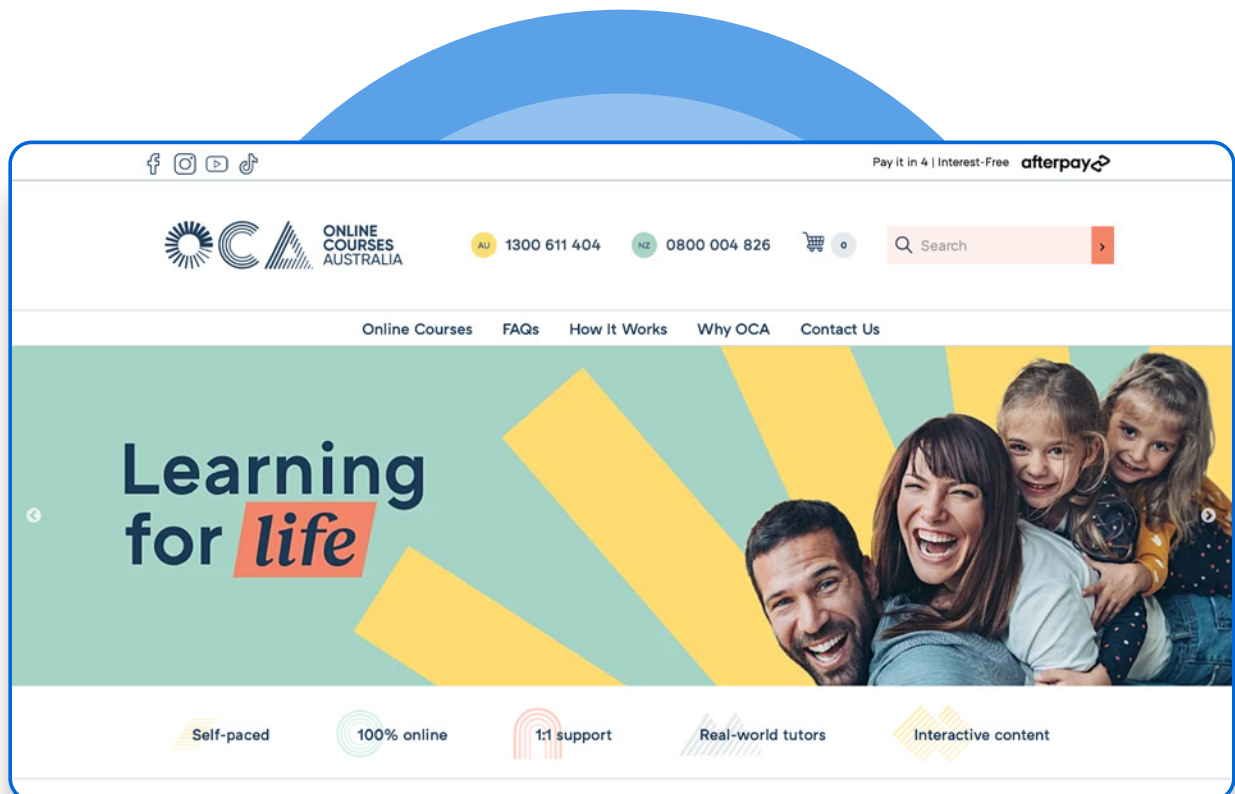 Pay it in 4 | Interest-Free afterpay
OCA ONLINE
COURSES
AUSTRALIA
AU 1300 611 404 NZ 0800 004 826 0 Search
Online Courses FAQs How It Works Why OCA Contact Us
Learning
for life
Self-paced 100% online 1:1 support Real-world tutors Interactive content